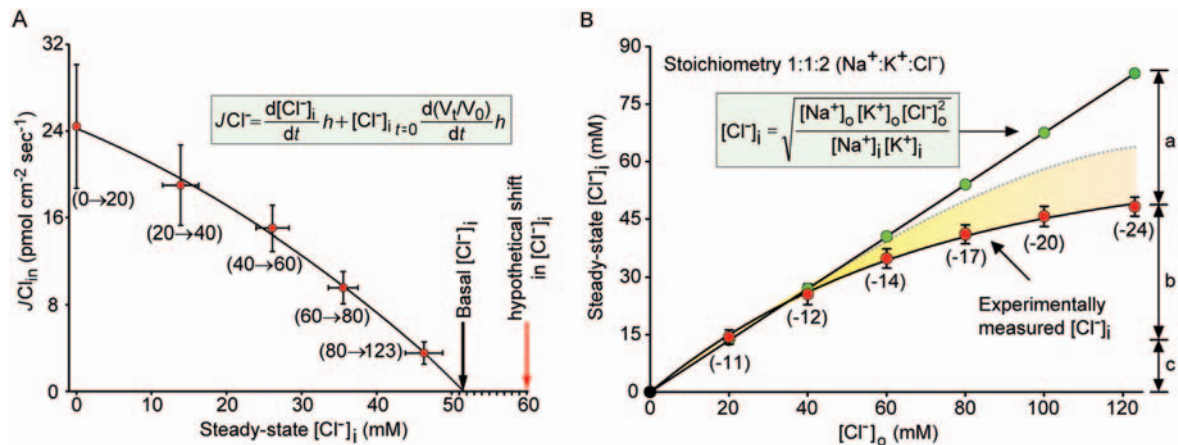 A
32
24
16
8
0
JCl⁻in (pmol cm⁻² sec⁻¹)
JCl⁻= d[Cl⁻]i/dt h + [Cl⁻]i t=0 d(Vt/V0)/dt h
(0→20)
(20→40)
(40→60)
(60→80)
(80→123)
Basal [Cl⁻]i
hypothetical shift
in [Cl⁻]i
0 10 20 30 40 50 60
Steady-state [Cl⁻]i (mM)
B
90
75
60
45
30
15
0
Steady-state [Cl⁻]i (mM)
Stoichiometry 1:1:2 (Na⁺:K⁺:Cl⁻)
[Cl⁻]i = √([Na⁺]o [K⁺]o [Cl⁻]²o / [Na⁺]i [K⁺]i)
(-11)
(-12)
(-14)
(-17)
(-20)
(-24)
Experimentally
measured [Cl⁻]i
a
b
c
0 20 40 60 80 100 120
[Cl⁻]o (mM)